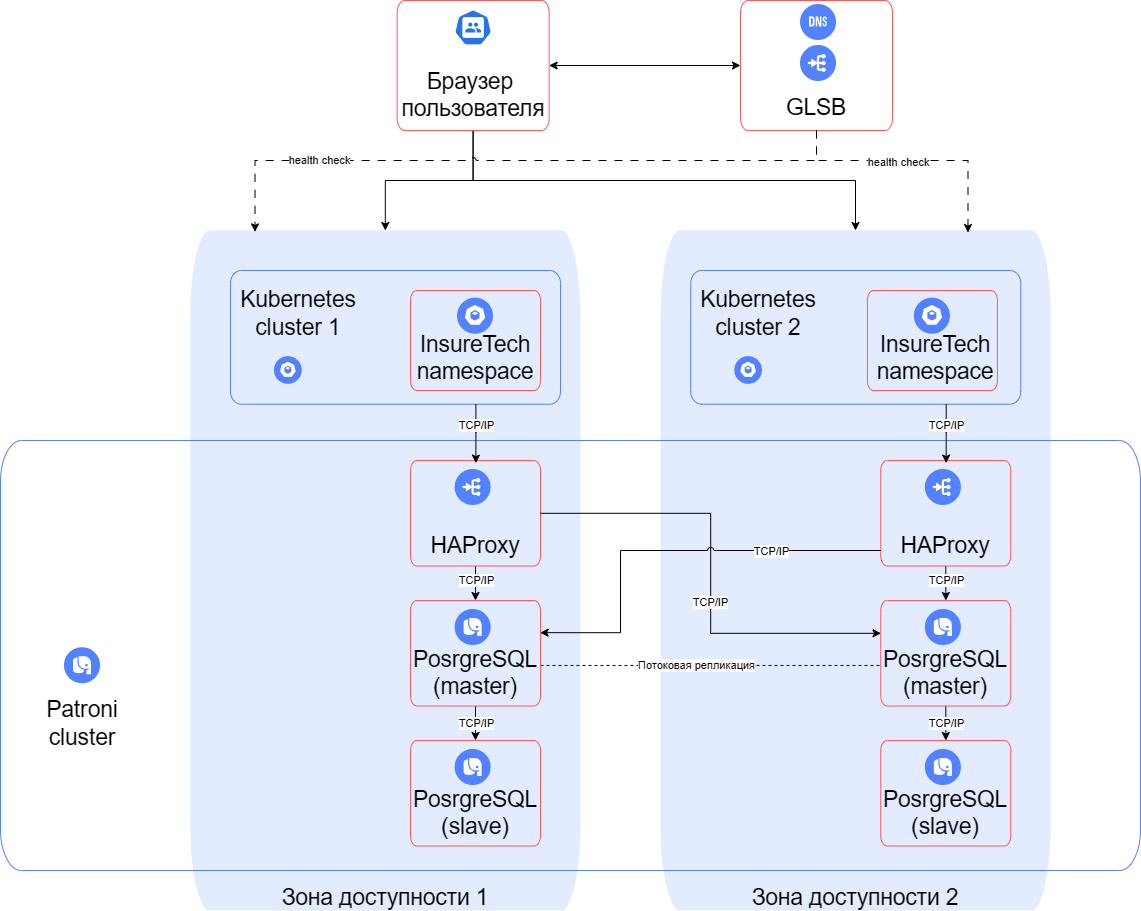 DNS
Браузер
пользователя
GLSB
health check
health check
Kubernetes
cluster 1
InsureTech
namespace
Kubernetes
cluster 2
InsureTech
namespace
TCP/IP
TCP/IP
HAProxy
HAProxy
TCP/IP
TCP/IP
TCP/IP
TCP/IP
PosrgreSQL
(master)
Потоковая репликация
PosrgreSQL
(master)
Patroni
cluster
TCP/IP
TCP/IP
PosrgreSQL
(slave)
PosrgreSQL
(slave)
Зона доступности 1
Зона доступности 2